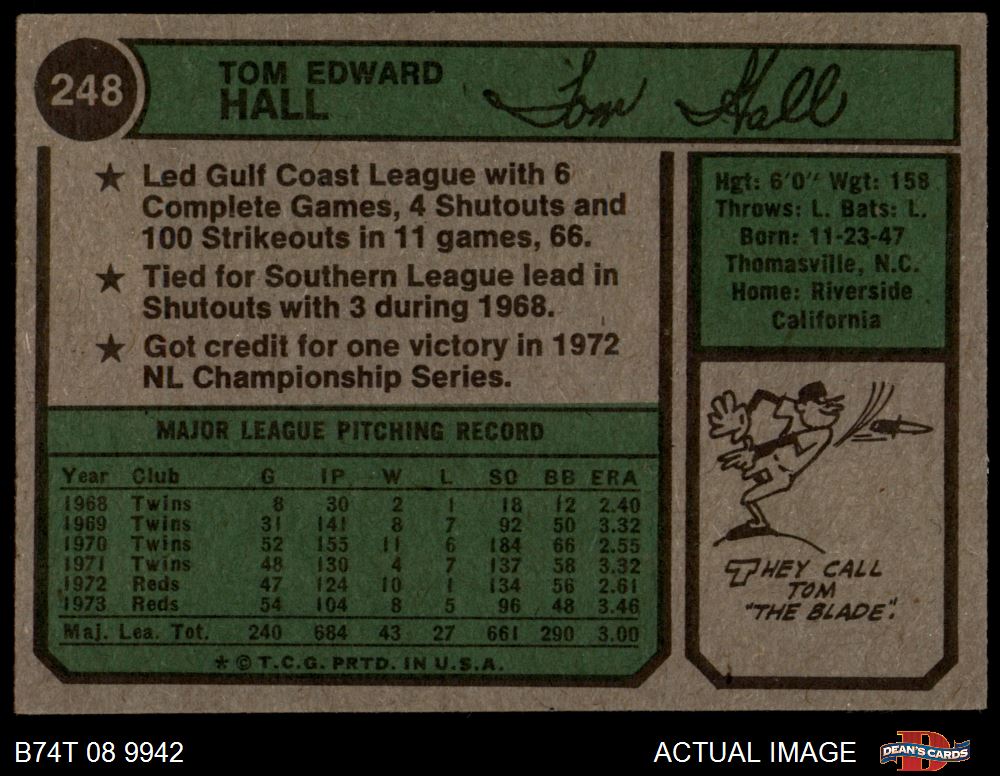 248
TOM EDWARD
HALL
Tom Hall
★ Led Gulf Coast League with 6
Complete Games, 4 Shutouts and
100 Strikeouts in 11 games, 66.
★ Tied for Southern League lead in
Shutouts with 3 during 1968.
★ Got credit for one victory in 1972
NL Championship Series.
Hgt: 6'0" Wgt: 158
Throws: L. Bats: L.
Born: 11-23-47
Thomasville, N.C.
Home: Riverside
California
MAJOR LEAGUE PITCHING RECORD
Year Club G IP W L SO BB ERA
1968 Twins 8 30 2 1 18 12 2.40
1969 Twins 31 141 8 7 92 50 3.32
1970 Twins 52 155 11 6 184 66 2.55
1971 Twins 48 130 4 7 137 58 3.32
1972 Reds 47 124 10 1 134 56 2.61
1973 Reds 54 104 8 5 96 48 3.46
Maj. Lea. Tot. 240 684 43 27 661 290 3.00
* © T.C.G. PRTD. IN U.S.A.
THEY CALL
TOM
"THE BLADE".
B74T 08 9942
ACTUAL IMAGE
D
DEAN'S CARDS